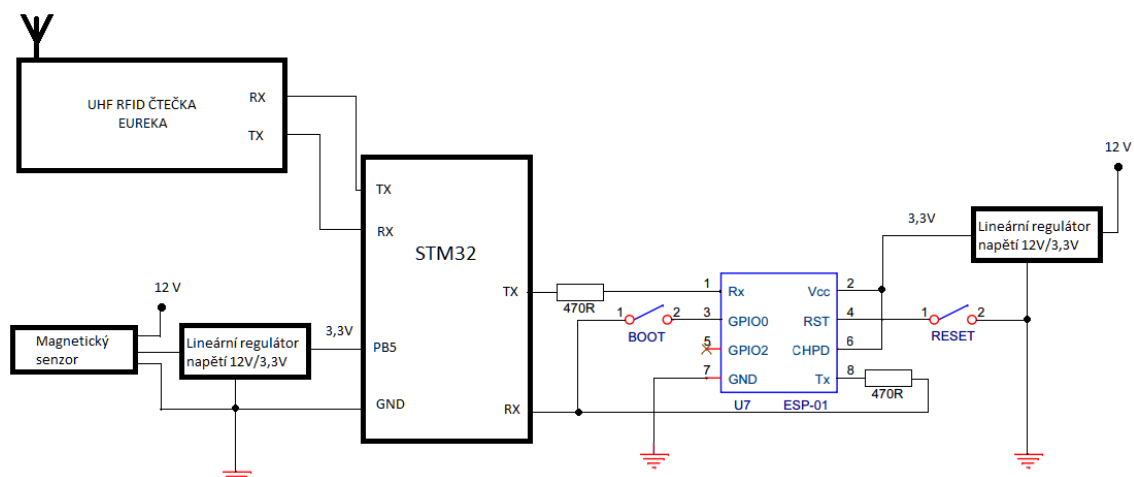 UHF RFID ČTEČKA
EUREKA
RX
TX
12 V
TX
RX
STM32
3,3V
Lineární regulátor
napětí 12V/3,3V
TX
470R
1
Rx
Vcc
2
12 V
1
2
BOOT
3
GPIO0
RST
4
1
2
RESET
Magnetický
senzor
Lineární regulátor
napětí 12V/3,3V
3,3V
PB5
5
GPIO2
CHPD
6
7
GND
Tx
8
470R
GND
RX
U7
ESP-01